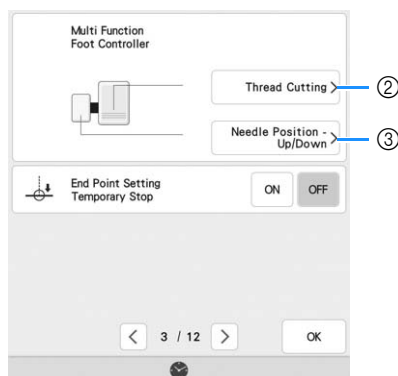 Multi Function
Foot Controller
Thread Cutting >
②
Needle Position -
Up/Down >
③
End Point Setting
Temporary Stop
ON
OFF
< 3 / 12 >
OK